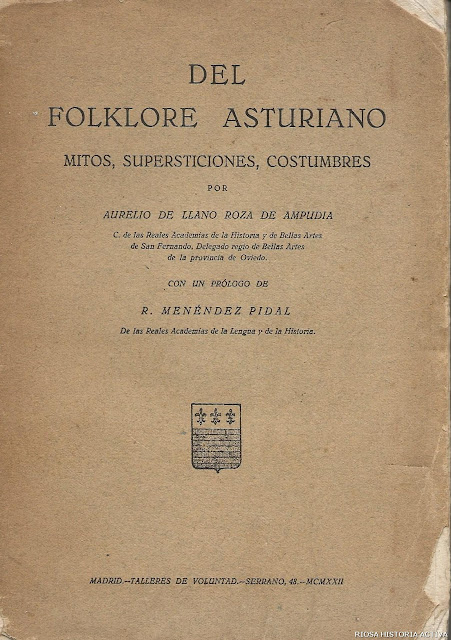 DEL
FOLKLORE ASTURIANO
MITOS, SUPERSTICIONES, COSTUMBRES
POR
AURELIO DE LLANO ROZA DE AMPUDIA
C. de las Reales Academias de la Historia y de Bellas Artes
de San Fernando, Delegado regio de Bellas Artes
de la provincia de Oviedo.
CON UN PRÓLOGO DE
R. MENÉNDEZ PIDAL
De las Reales Academias de la Lengua y de la Historia.
MADRID.—TALLERES DE VOLUNTAD.—SERRANO, 48.—MCMXXII
RIOSA HISTORIA ACTIVA